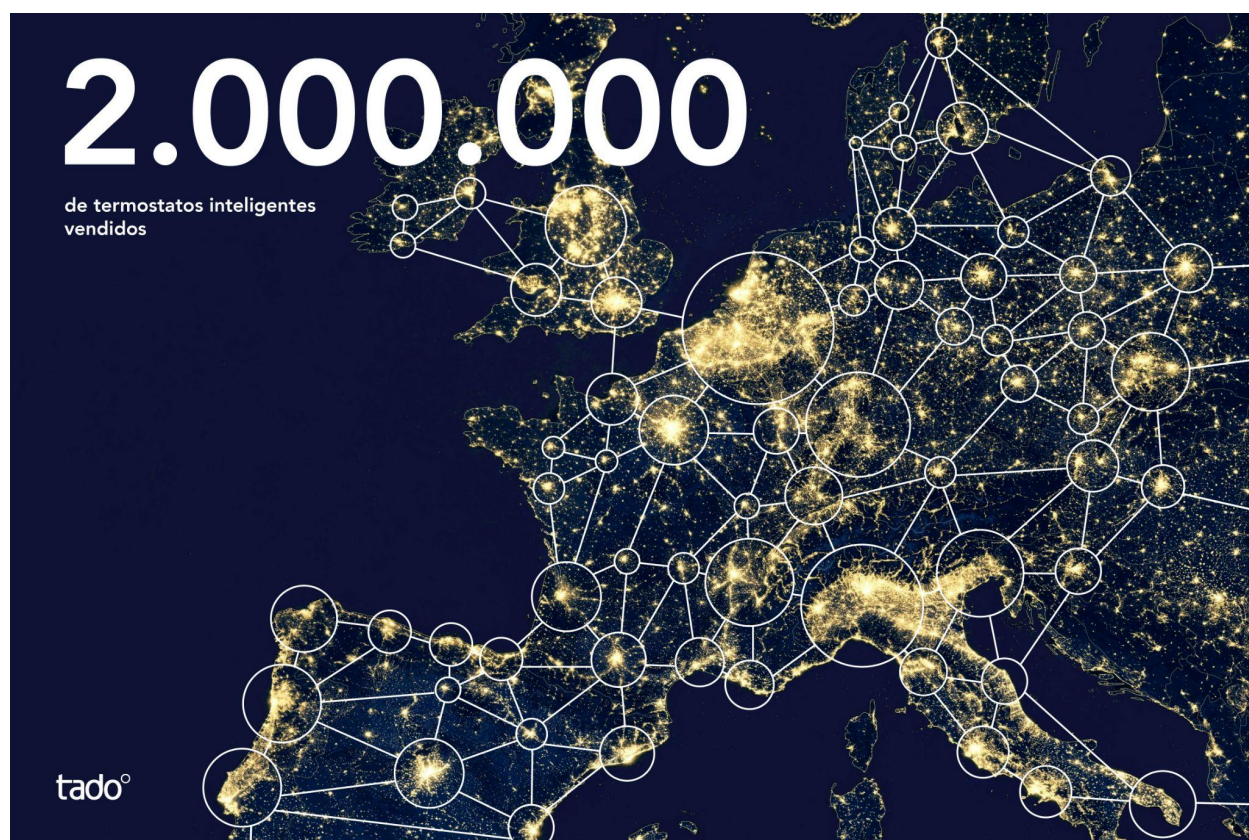 2.000.000
de termostatos inteligentes
vendidos
tado°